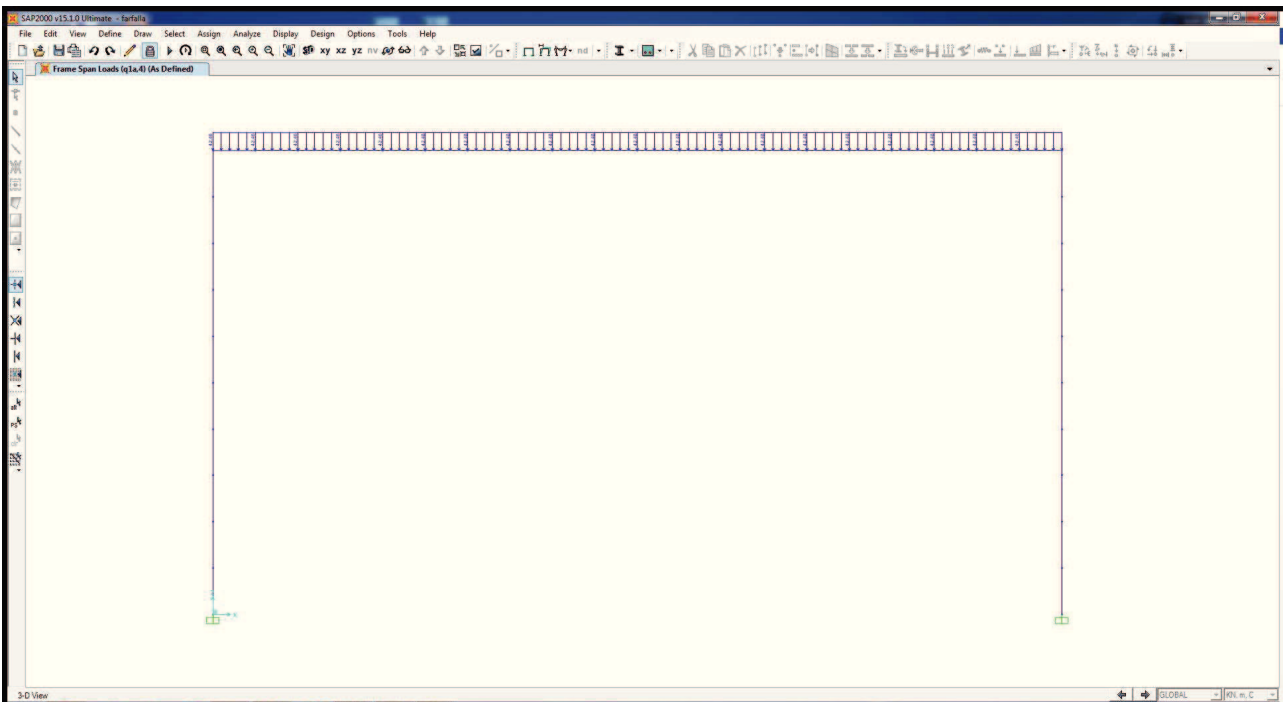 SAP2000 v15.1.0 Ultimate - farfalla
File Edit View Define Draw Select Assign Analyze Display Design Options Tools Help
xy xz yz nv nd
Frame Span Loads (q1a,4) (As Defined)
3-D View GLOBAL KN, m, C